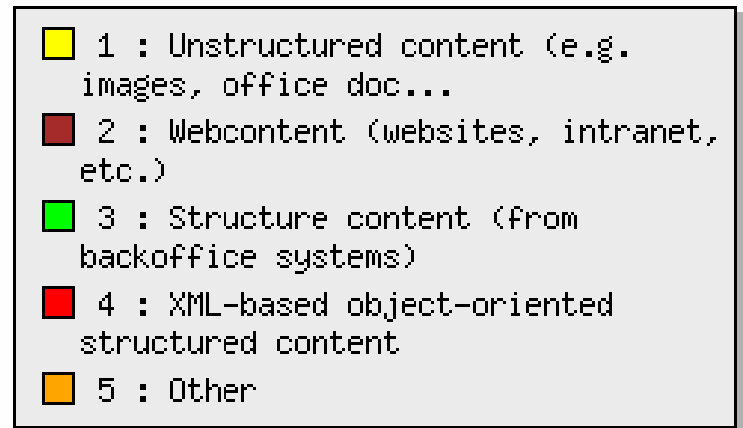 1 : Unstructured content (e.g.
images, office doc...
2 : Webcontent (websites, intranet,
etc.)
3 : Structure content (from
backoffice systems)
4 : XML-based object-oriented
structured content
5 : Other